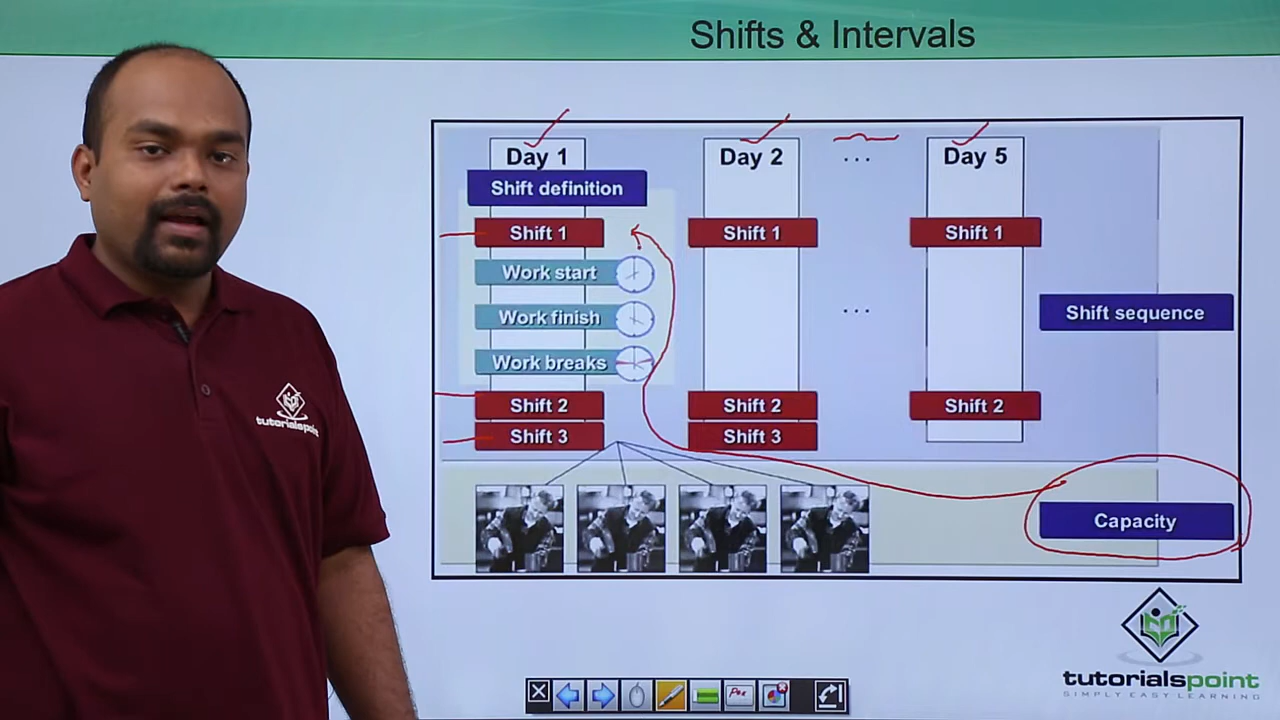 Shifts & Intervals
Day 1
Day 2
...
Day 5
Shift definition
Shift 1
Shift 1
Shift 1
Work start
Work finish
...
Shift sequence
Work breaks
Shift 2
Shift 2
Shift 2
Shift 3
Shift 3
Capacity
tutorialspoint
tutorialspoint
SIMPLY EASY LEARNING
Pen